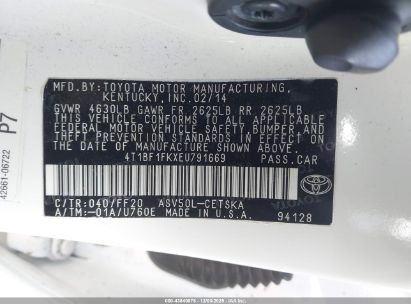 MFD.BY:TOYOTA MOTOR MANUFACTURING,
KENTUCKY,INC.02/14
GVWR 4630LB GAWR FR 2625LB RR 2625LB
THIS VEHICLE CONFORMS TO ALL APPLICABLE
FEDERAL MOTOR VEHICLE SAFETY, BUMPER, AND
THEFT PREVENTION STANDARDS IN EFFECT ON
THE DATE OF MANUFACTURE SHOWN ABOVE.
4T1BF1FKXEU791669 PASS.CAR
C/TR:040/FF20 ASV50L-CETSKA
A/TM:-01A/U760E MADE IN U.S.A.
94128
TOYOTA
42661-06722
P7